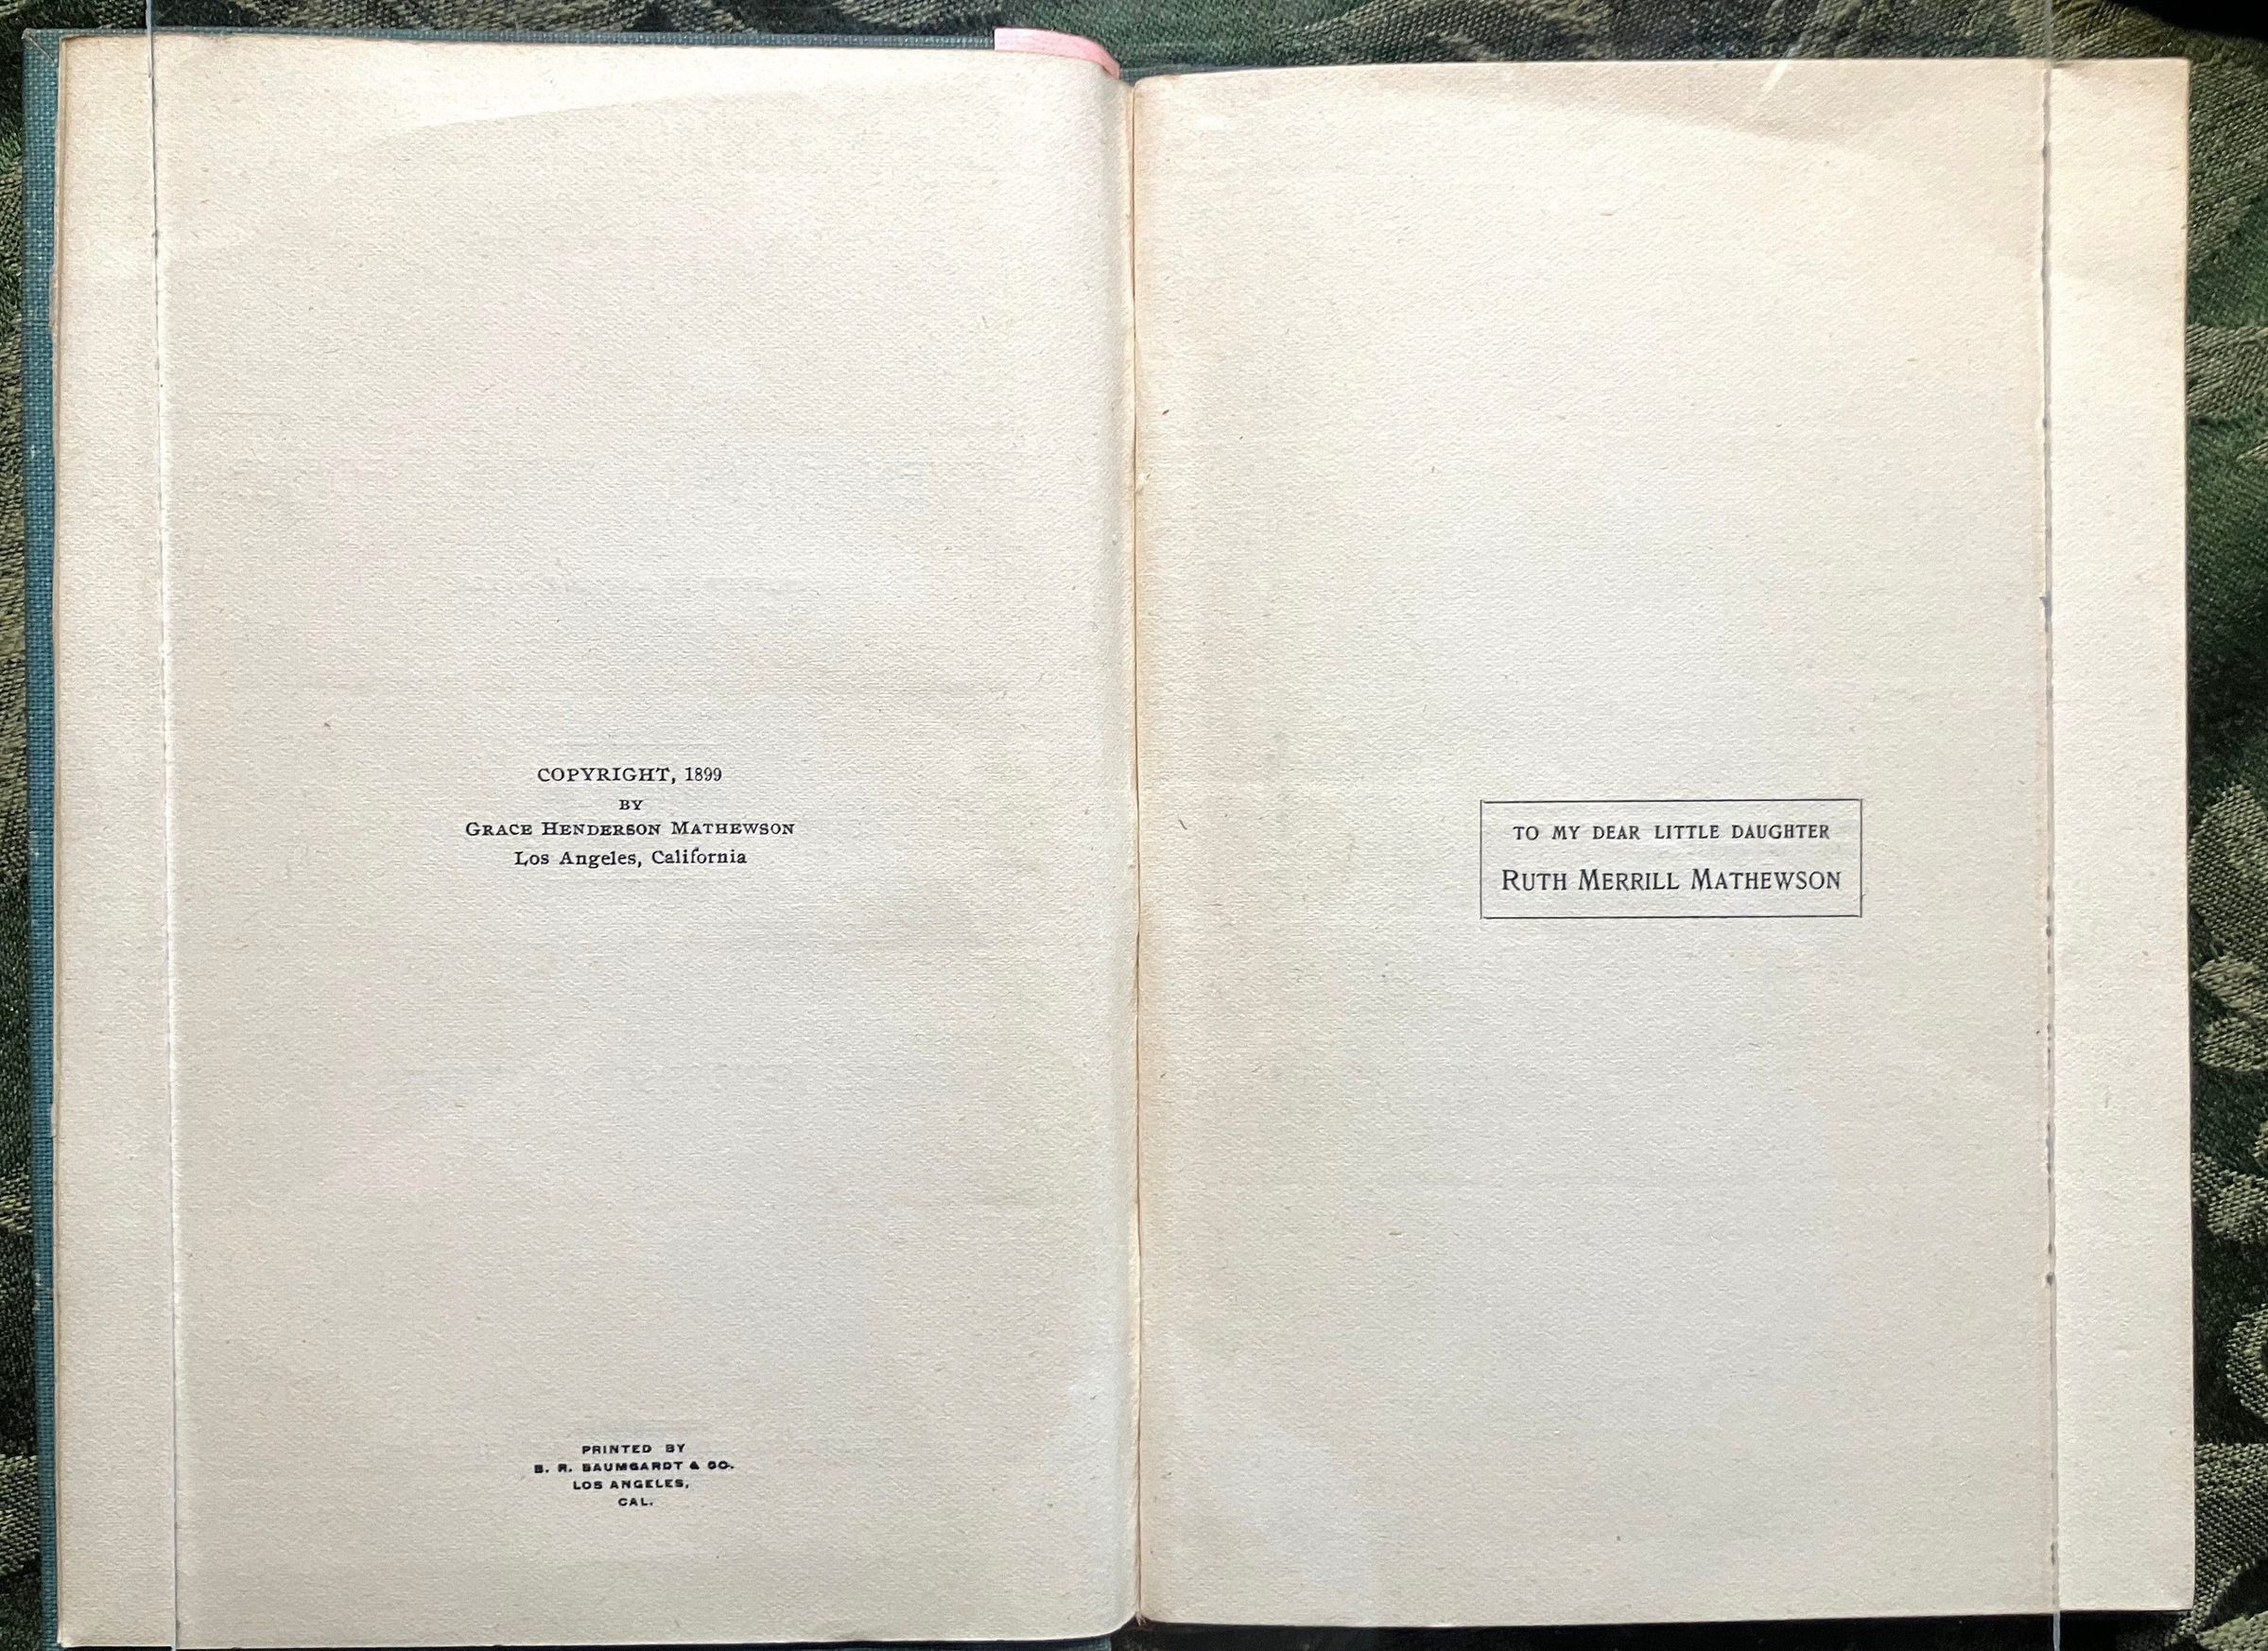 COPYRIGHT, 1899
BY
GRACE HENDERSON MATHEWSON
Los Angeles, California
PRINTED BY
B. R. BAUMGARDT & CO.
LOS ANGELES,
CAL.
TO MY DEAR LITTLE DAUGHTER
RUTH MERRILL MATHEWSON